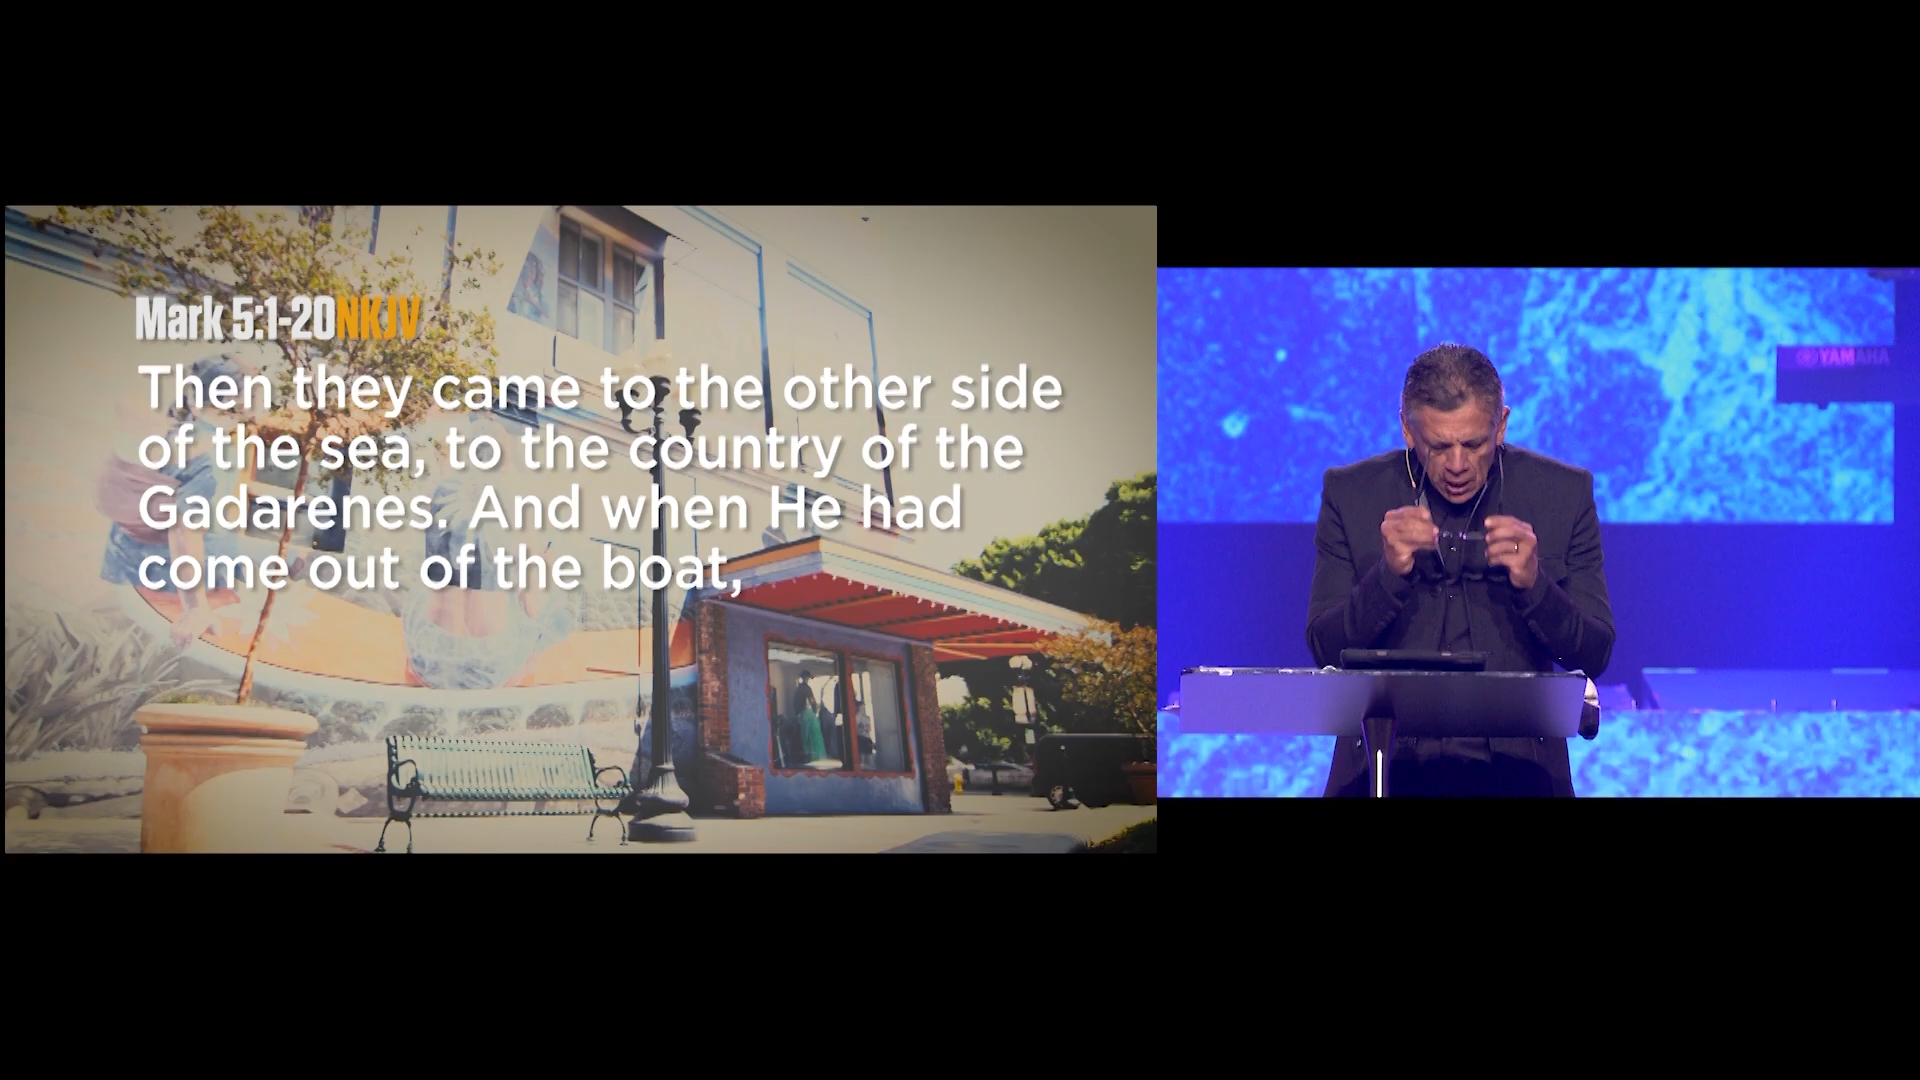 Mark 5:1-20NKJV
Then they came to the other side
of the sea, to the country of the
Gadarenes. And when He had
come out of the boat,
YAMAHA